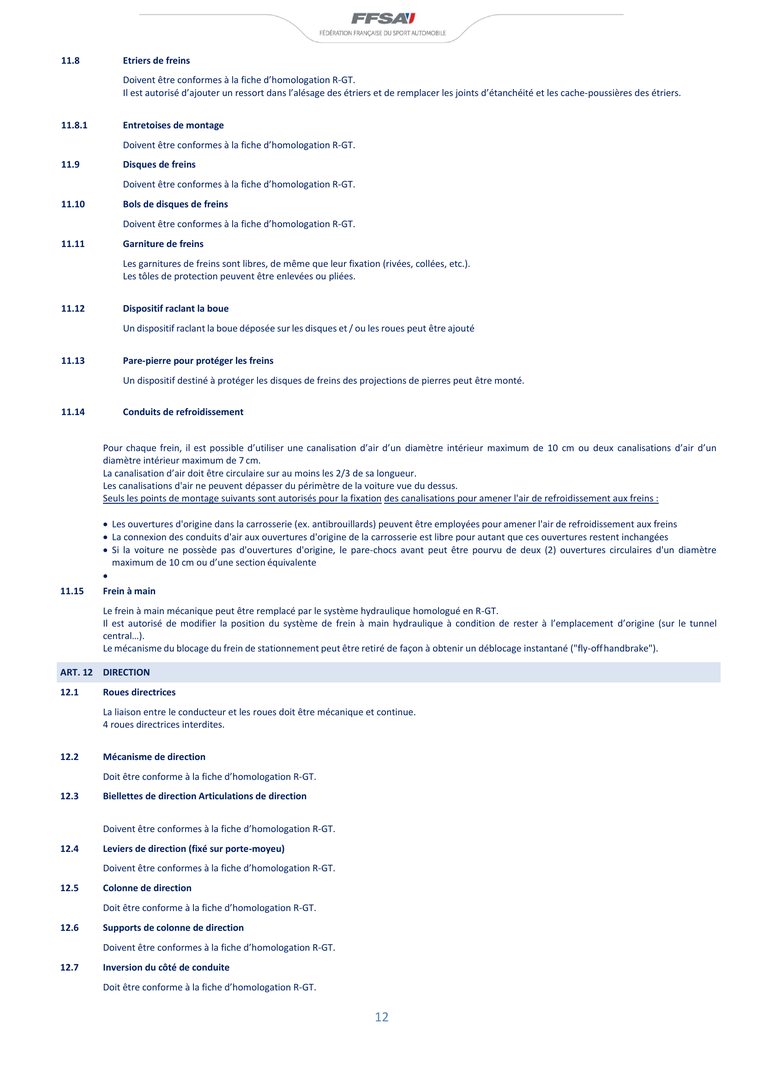 FFSA
FÉDÉRATION FRANÇAISE DU SPORT AUTOMOBILE
11.8 Etriers de freins
Doivent être conformes à la fiche d’homologation R-GT.
Il est autorisé d’ajouter un ressort dans l’alésage des étriers et de remplacer les joints d’étanchéité et les cache-poussières des étriers.
11.8.1 Entretoises de montage
Doivent être conformes à la fiche d’homologation R-GT.
11.9 Disques de freins
Doivent être conformes à la fiche d’homologation R-GT.
11.10 Bols de disques de freins
Doivent être conformes à la fiche d’homologation R-GT.
11.11 Garniture de freins
Les garnitures de freins sont libres, de même que leur fixation (rivées, collées, etc.).
Les tôles de protection peuvent être enlevées ou pliées.
11.12 Dispositif raclant la boue
Un dispositif raclant la boue déposée sur les disques et / ou les roues peut être ajouté
11.13 Pare-pierre pour protéger les freins
Un dispositif destiné à protéger les disques de freins des projections de pierres peut être monté.
11.14 Conduits de refroidissement
Pour chaque frein, il est possible d’utiliser une canalisation d’air d’un diamètre intérieur maximum de 10 cm ou deux canalisations d’air d’un
diamètre intérieur maximum de 7 cm.
La canalisation d’air doit être circulaire sur au moins les 2/3 de sa longueur.
Les canalisations d'air ne peuvent dépasser du périmètre de la voiture vue du dessus.
Seuls les points de montage suivants sont autorisés pour la fixation des canalisations pour amener l'air de refroidissement aux freins :
• Les ouvertures d'origine dans la carrosserie (ex. antibrouillards) peuvent être employées pour amener l'air de refroidissement aux freins
• La connexion des conduits d'air aux ouvertures d'origine de la carrosserie est libre pour autant que ces ouvertures restent inchangées
• Si la voiture ne possède pas d'ouvertures d'origine, le pare-chocs avant peut être pourvu de deux (2) ouvertures circulaires d'un diamètre
maximum de 10 cm ou d’une section équivalente
•
11.15 Frein à main
Le frein à main mécanique peut être remplacé par le système hydraulique homologué en R-GT.
Il est autorisé de modifier la position du système de frein à main hydraulique à condition de rester à l’emplacement d’origine (sur le tunnel
central…).
Le mécanisme du blocage du frein de stationnement peut être retiré de façon à obtenir un déblocage instantané ("fly-off handbrake").
ART. 12 DIRECTION
12.1 Roues directrices
La liaison entre le conducteur et les roues doit être mécanique et continue.
4 roues directrices interdites.
12.2 Mécanisme de direction
Doit être conforme à la fiche d’homologation R-GT.
12.3 Biellettes de direction Articulations de direction
Doivent être conformes à la fiche d’homologation R-GT.
12.4 Leviers de direction (fixé sur porte-moyeu)
Doivent être conformes à la fiche d’homologation R-GT.
12.5 Colonne de direction
Doit être conforme à la fiche d’homologation R-GT.
12.6 Supports de colonne de direction
Doivent être conformes à la fiche d’homologation R-GT.
12.7 Inversion du côté de conduite
Doit être conforme à la fiche d’homologation R-GT.
12